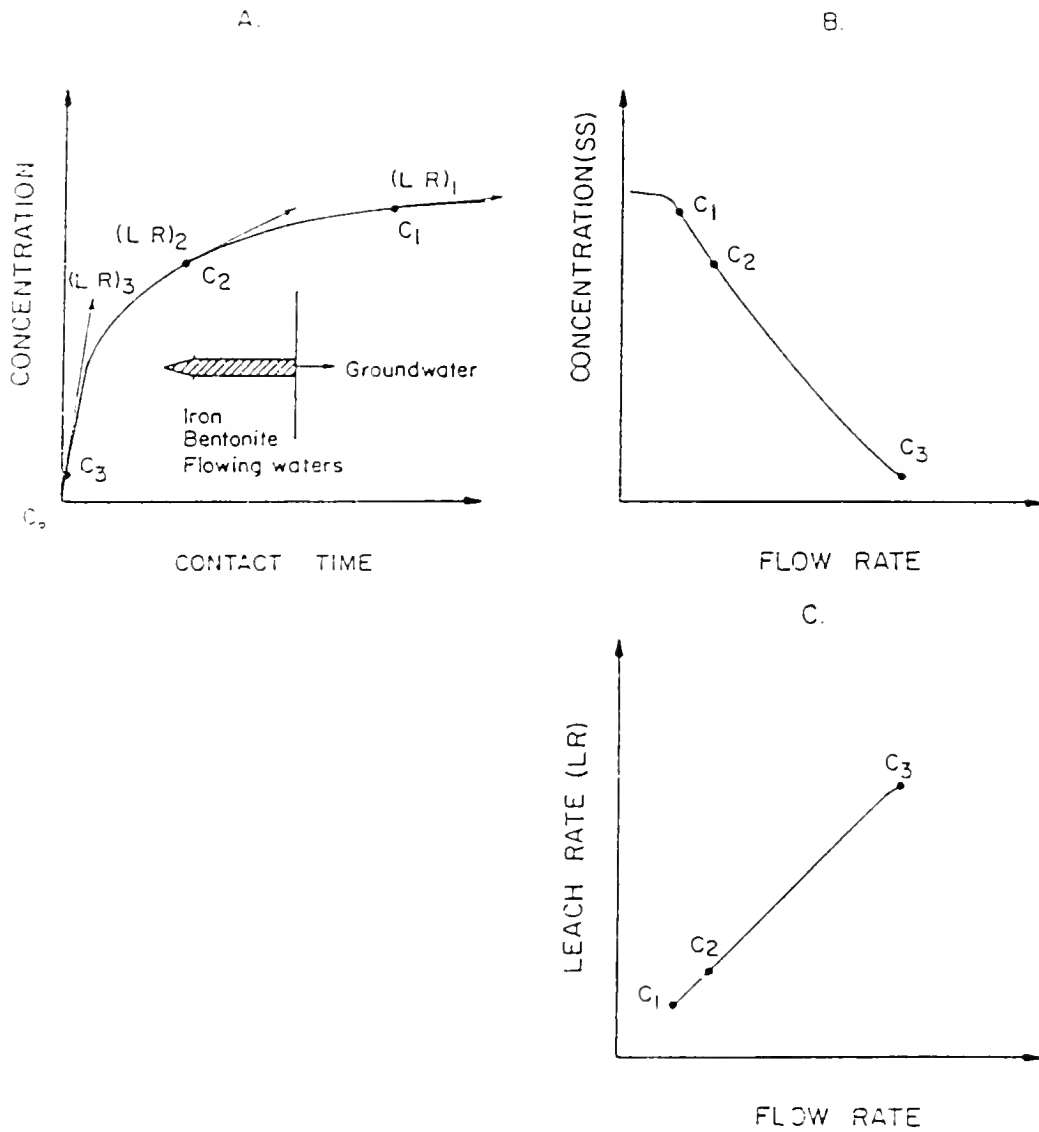 A.
CONCENTRATION
(L R)3
(L R)2
(L R)1
C1
C2
C3
C0
Groundwater
Iron
Bentonite
Flowing waters
CONTACT TIME
B.
CONCENTRATION(SS)
C1
C2
C3
FLOW RATE
C.
LEACH RATE (LR)
C3
C2
C1
FLOW RATE